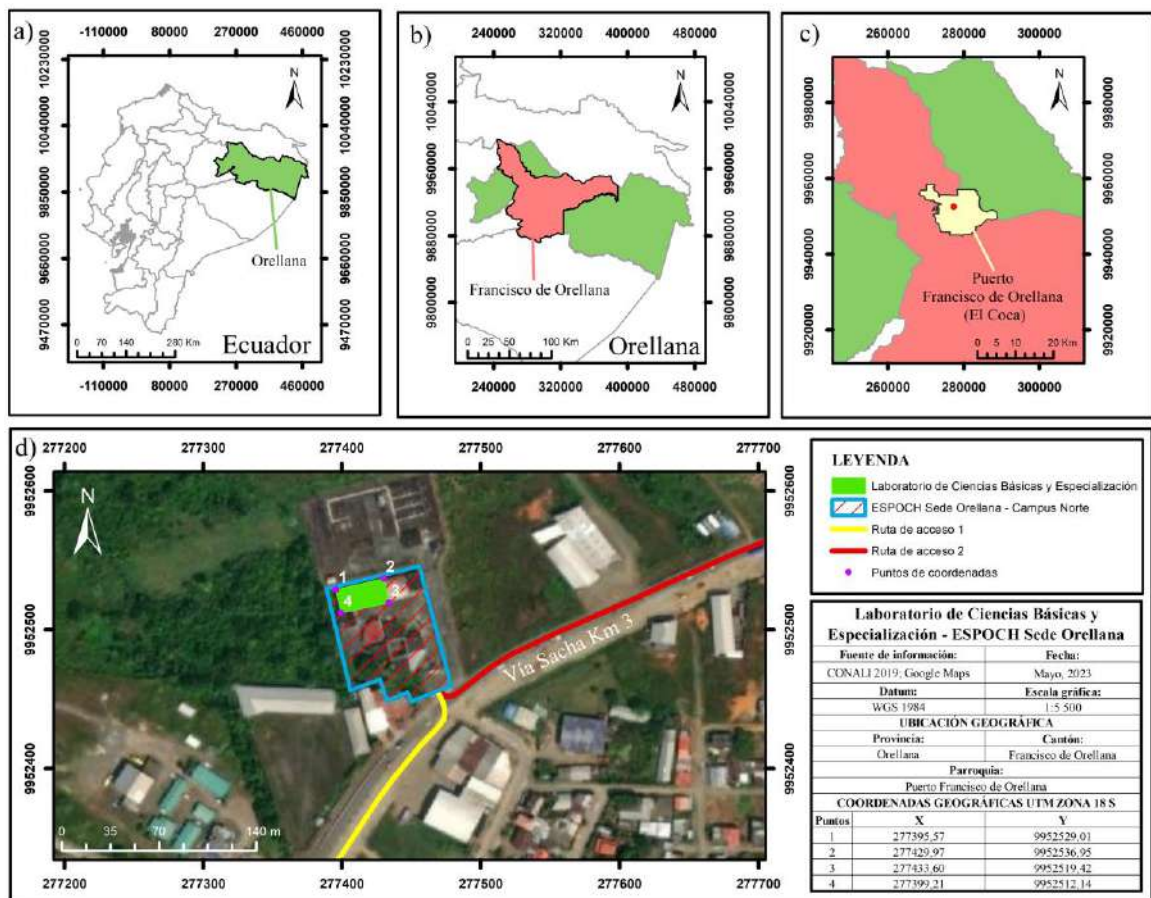 a)
-110000 80000 270000 460000
10230000 10040000 9850000 9660000 9470000
10230000 10040000 9850000 9660000 9470000
N
Orellana
0 70 140 280 Km
Ecuador
-110000 80000 270000 460000
b)
240000 320000 400000 480000
10040000 9960000 9880000 9800000
10040000 9960000 9880000 9800000
N
Francisco de Orellana
0 25 50 100 Km
Orellana
240000 320000 400000 480000
c)
260000 280000 300000
9980000 9960000 9940000 9920000
9980000 9960000 9940000 9920000
N
Puerto
Francisco de Orellana
(El Coca)
0 5 10 20 Km
260000 280000 300000
d)
277200 277300 277400 277500 277600 277700
9952600 9952500 9952400
9952600 9952500 9952400
N
1 2
4 3
Vía Sacha Km 3
0 35 70 140 m
277200 277300 277400 277500 277600 277700
LEYENDA
Laboratorio de Ciencias Básicas y Especialización
ESPOCH Sede Orellana - Campus Norte
Ruta de acceso 1
Ruta de acceso 2
Puntos de coordenadas
Laboratorio de Ciencias Básicas y
Especialización - ESPOCH Sede Orellana
Fuente de información: Fecha:
CONALI 2019; Google Maps Mayo, 2023
Datum: Escala gráfica:
WGS 1984 1:5 500
UBICACIÓN GEOGRÁFICA
Provincia: Cantón:
Orellana Francisco de Orellana
Parroquia:
Puerto Francisco de Orellana
COORDENADAS GEOGRÁFICAS UTM ZONA 18 S
Puntos X Y
1 277395,57 9952529,01
2 277429,97 9952536,95
3 277433,60 9952519,42
4 277399,21 9952512,14